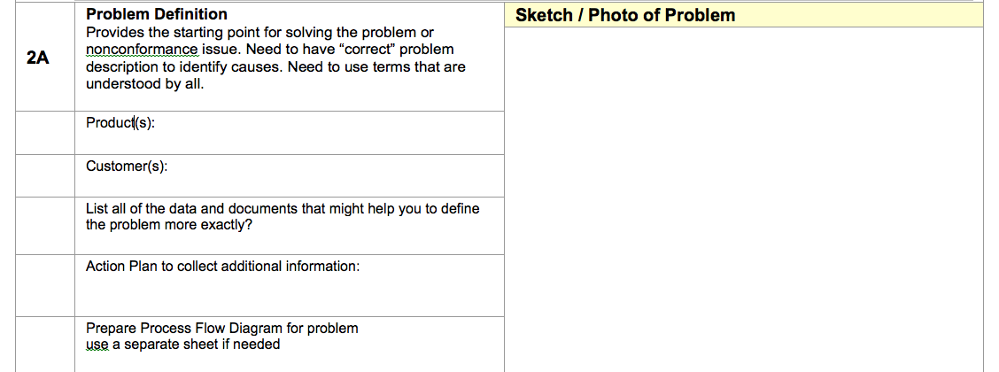 Problem Definition
Sketch / Photo of Problem
Provides the starting point for solving the problem or
nonconformance issue. Need to have “correct” problem
2A
description to identify causes. Need to use terms that are
understood by all.
Product(s):
Customer(s):
List all of the data and documents that might help you to define
the problem more exactly?
Action Plan to collect additional information:
Prepare Process Flow Diagram for problem
use a separate sheet if needed